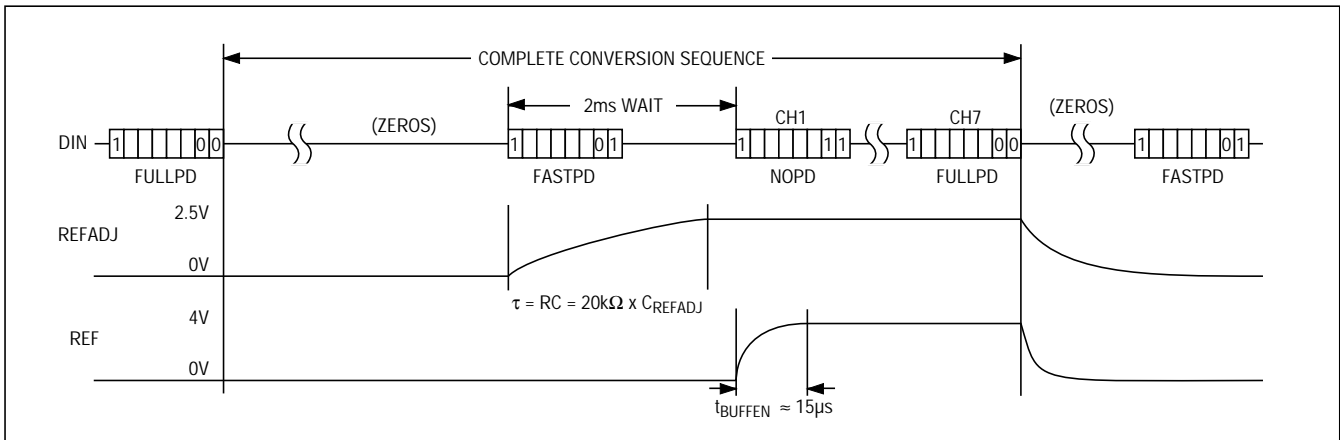 COMPLETE CONVERSION SEQUENCE
2ms WAIT
(ZEROS)
CH1
CH7
(ZEROS)
DIN
1 0 0
1 0 1
1 1 1
1 0 0
1 0 1
FULLPD
FASTPD
NOPD
FULLPD
FASTPD
2.5V
REFADJ
0V
τ = RC = 20kΩ x CREFADJ
4V
REF
0V
tBUFFEN ≈ 15µs